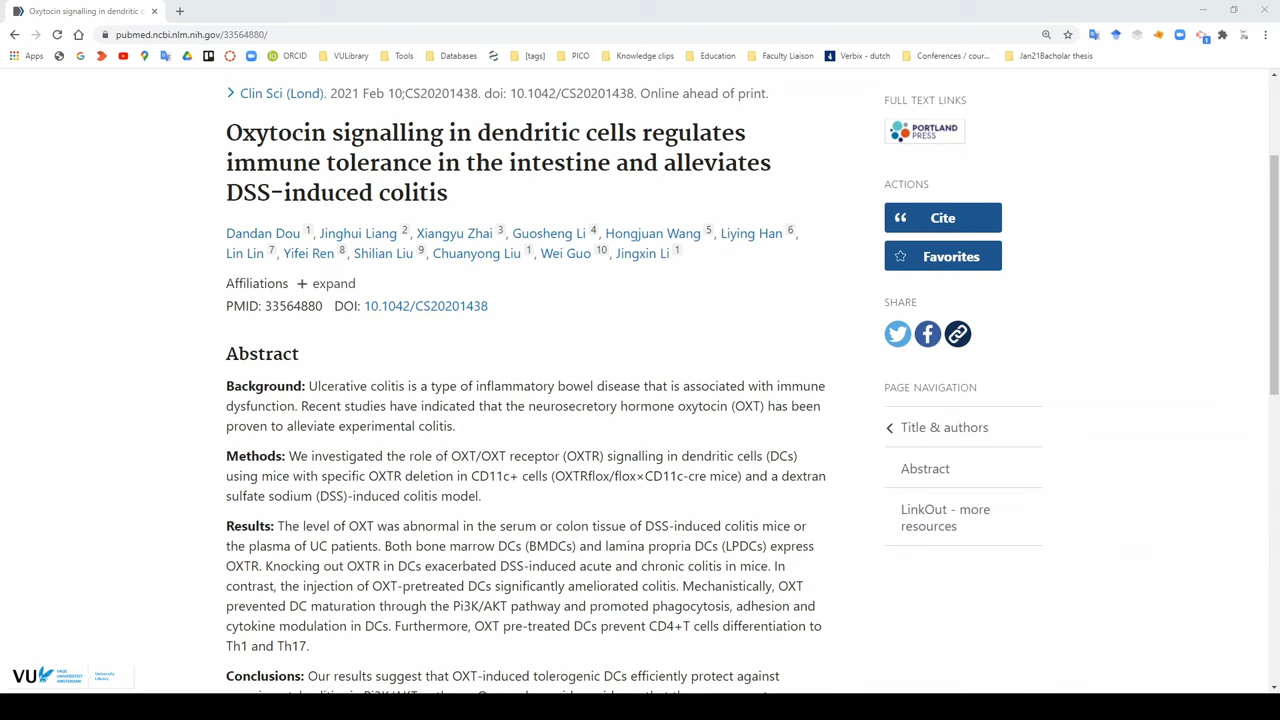 Oxytocin signalling in dendritic c
pubmed.ncbi.nlm.nih.gov/33564880/
Apps
ORCID
VULibrary
Tools
Databases
[tags]
PICO
Knowledge clips
Education
Faculty Liaison
Verbix - dutch
Conferences / cour...
Jan21Bacholar thesis
Clin Sci (Lond). 2021 Feb 10;CS20201438. doi: 10.1042/CS20201438. Online ahead of print.
Oxytocin signalling in dendritic cells regulates
immune tolerance in the intestine and alleviates
DSS-induced colitis
Dandan Dou 1, Jinghui Liang 2, Xiangyu Zhai 3, Guosheng Li 4, Hongjuan Wang 5, Liying Han 6,
Lin Lin 7, Yifei Ren 8, Shilian Liu 9, Chuanyong Liu 1, Wei Guo 10, Jingxin Li 1
Affiliations + expand
PMID: 33564880 DOI: 10.1042/CS20201438
Abstract
Background: Ulcerative colitis is a type of inflammatory bowel disease that is associated with immune
dysfunction. Recent studies have indicated that the neurosecretory hormone oxytocin (OXT) has been
proven to alleviate experimental colitis.
Methods: We investigated the role of OXT/OXT receptor (OXTR) signalling in dendritic cells (DCs)
using mice with specific OXTR deletion in CD11c+ cells (OXTRflox/flox×CD11c-cre mice) and a dextran
sulfate sodium (DSS)-induced colitis model.
Results: The level of OXT was abnormal in the serum or colon tissue of DSS-induced colitis mice or
the plasma of UC patients. Both bone marrow DCs (BMDCs) and lamina propria DCs (LPDCs) express
OXTR. Knocking out OXTR in DCs exacerbated DSS-induced acute and chronic colitis in mice. In
contrast, the injection of OXT-pretreated DCs significantly ameliorated colitis. Mechanistically, OXT
prevented DC maturation through the Pi3K/AKT pathway and promoted phagocytosis, adhesion and
cytokine modulation in DCs. Furthermore, OXT pre-treated DCs prevent CD4+T cells differentiation to
Th1 and Th17.
Conclusions: Our results suggest that OXT-induced tolerogenic DCs efficiently protect against
FULL TEXT LINKS
PORTLAND
PRESS
ACTIONS
Cite
Favorites
SHARE
PAGE NAVIGATION
Title & authors
Abstract
LinkOut - more
resources
VU
VRIJE
UNIVERSITEIT
AMSTERDAM
University
Library